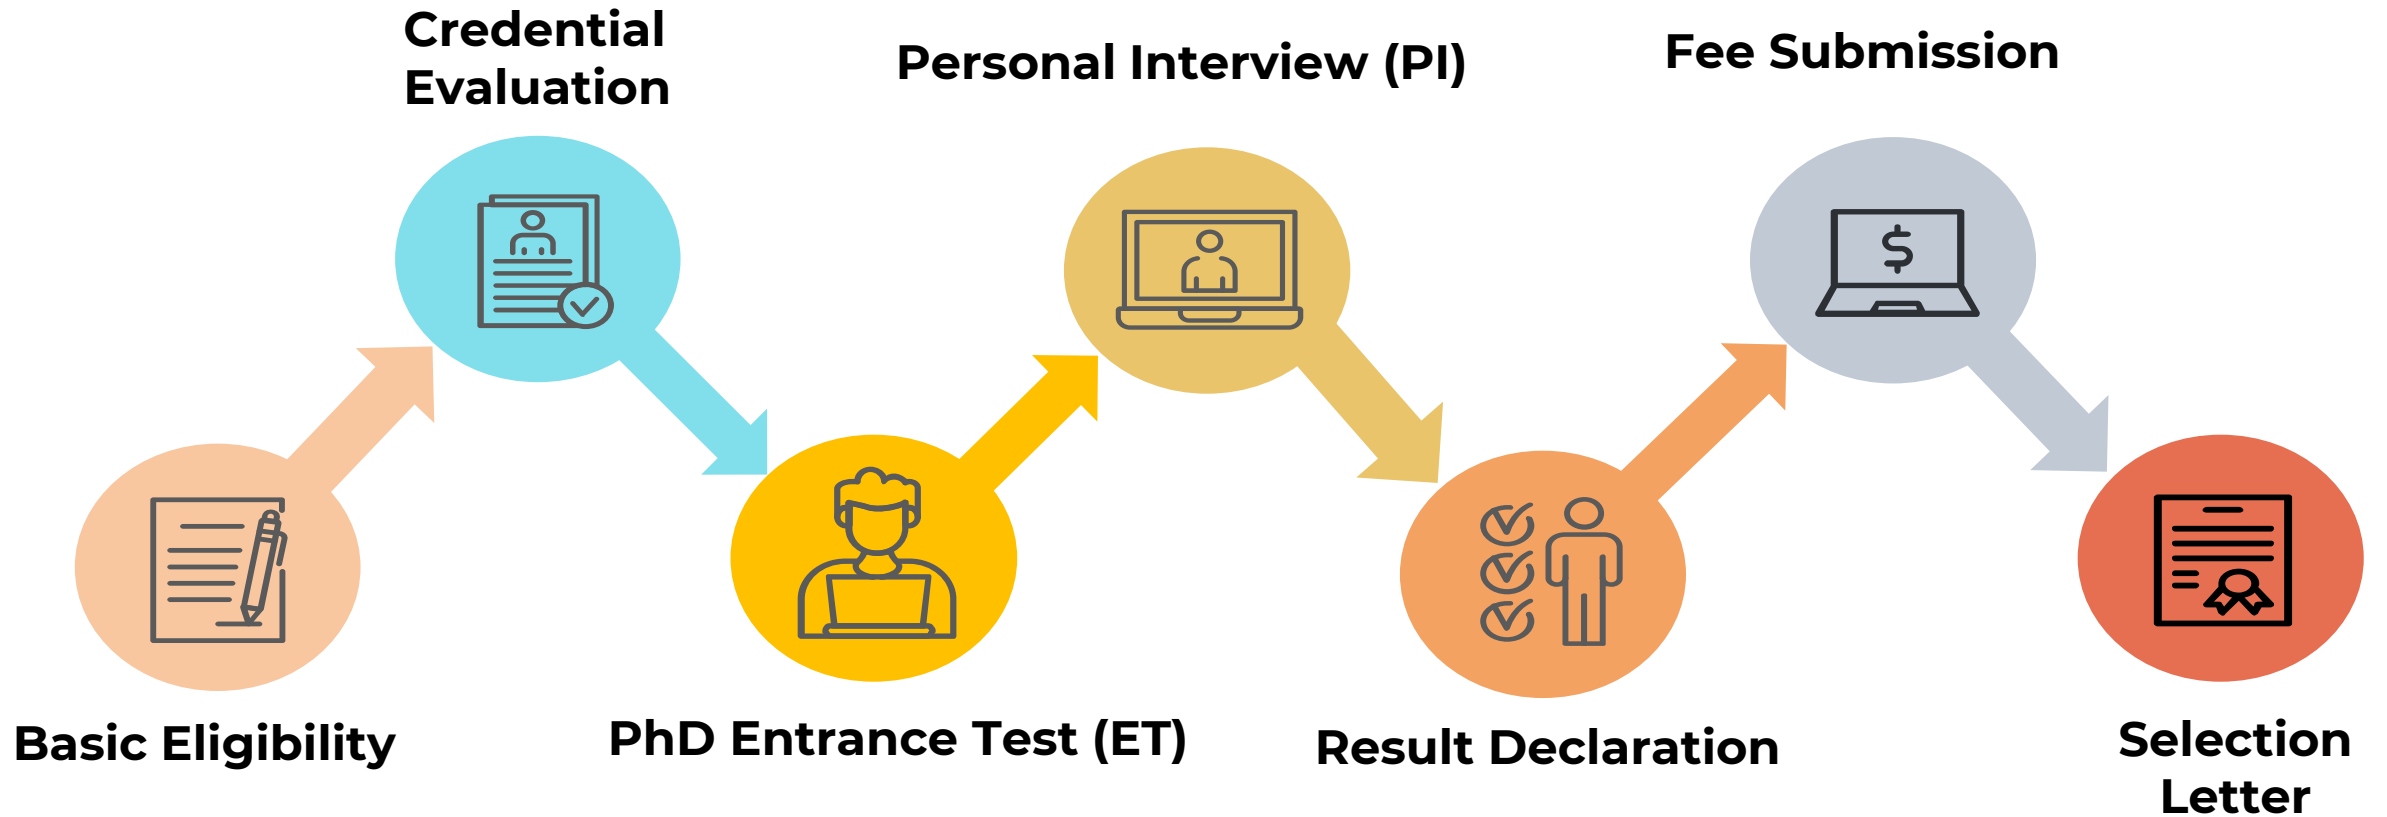 Basic Eligibility
Credential
Evaluation
PhD Entrance Test (ET)
Personal Interview (PI)
Result Declaration
Fee Submission
$
Selection
Letter